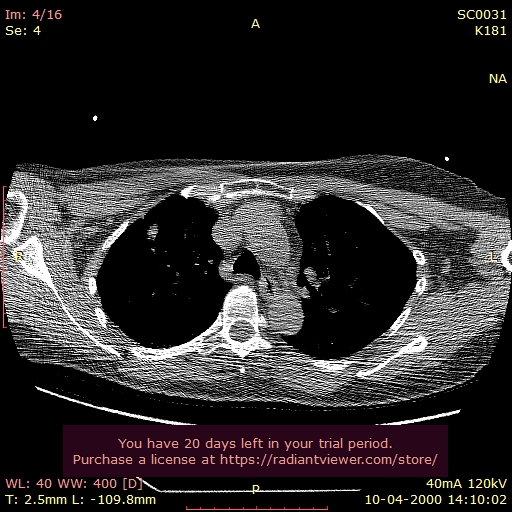 Im: 4/16
Se: 4
A
SC0031
K181
NA
R
L
You have 20 days left in your trial period.
Purchase a license at https://radiantviewer.com/store/
WL: 40 WW: 400 [D]
T: 2.5mm L: -109.8mm
P
40mA 120kV
10-04-2000 14:10:02